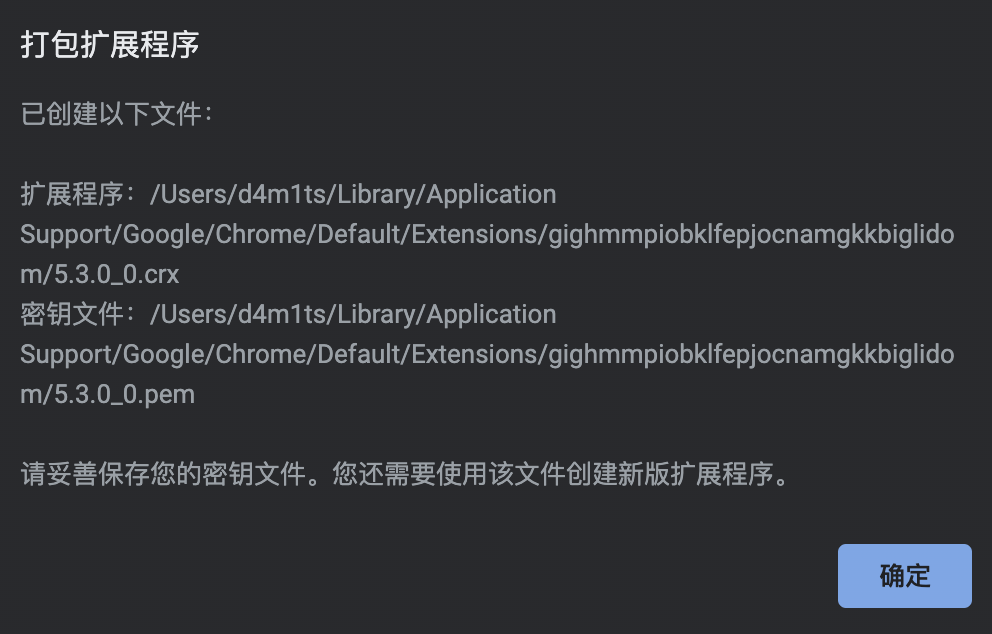 打包扩展程序
已创建以下文件：
扩展程序：/Users/d4m1ts/Library/Application
Support/Google/Chrome/Default/Extensions/gighmmpiobklfepjocnamgkkbiglido
m/5.3.0_0.crx
密钥文件：/Users/d4m1ts/Library/Application
Support/Google/Chrome/Default/Extensions/gighmmpiobklfepjocnamgkkbiglido
m/5.3.0_0.pem
请妥善保存您的密钥文件。您还需要使用该文件创建新版扩展程序。
确定